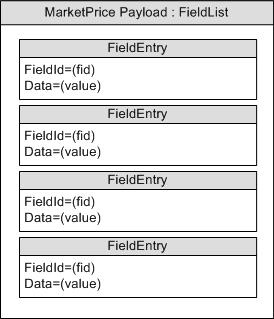 MarketPrice Payload : FieldList
FieldEntry
FieldId=(fid)
Data=(value)
FieldEntry
FieldId=(fid)
Data=(value)
FieldEntry
FieldId=(fid)
Data=(value)
FieldEntry
FieldId=(fid)
Data=(value)